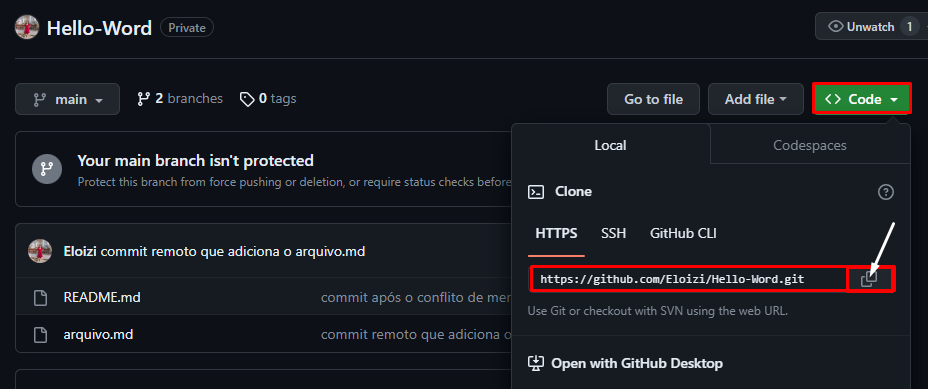 Hello-Word Private
Unwatch 1
main 2 branches 0 tags
Go to file Add file Code
Your main branch isn't protected
Protect this branch from force pushing or deletion, or require status checks before
Eloizi commit remoto que adiciona o arquivo.md
README.md commit após o conflito de mer
arquivo.md commit remoto que adiciona o
Local Codespaces
Clone
HTTPS SSH GitHub CLI
https://github.com/Eloizi/Hello-Word.git
Use Git or checkout with SVN using the web URL.
Open with GitHub Desktop